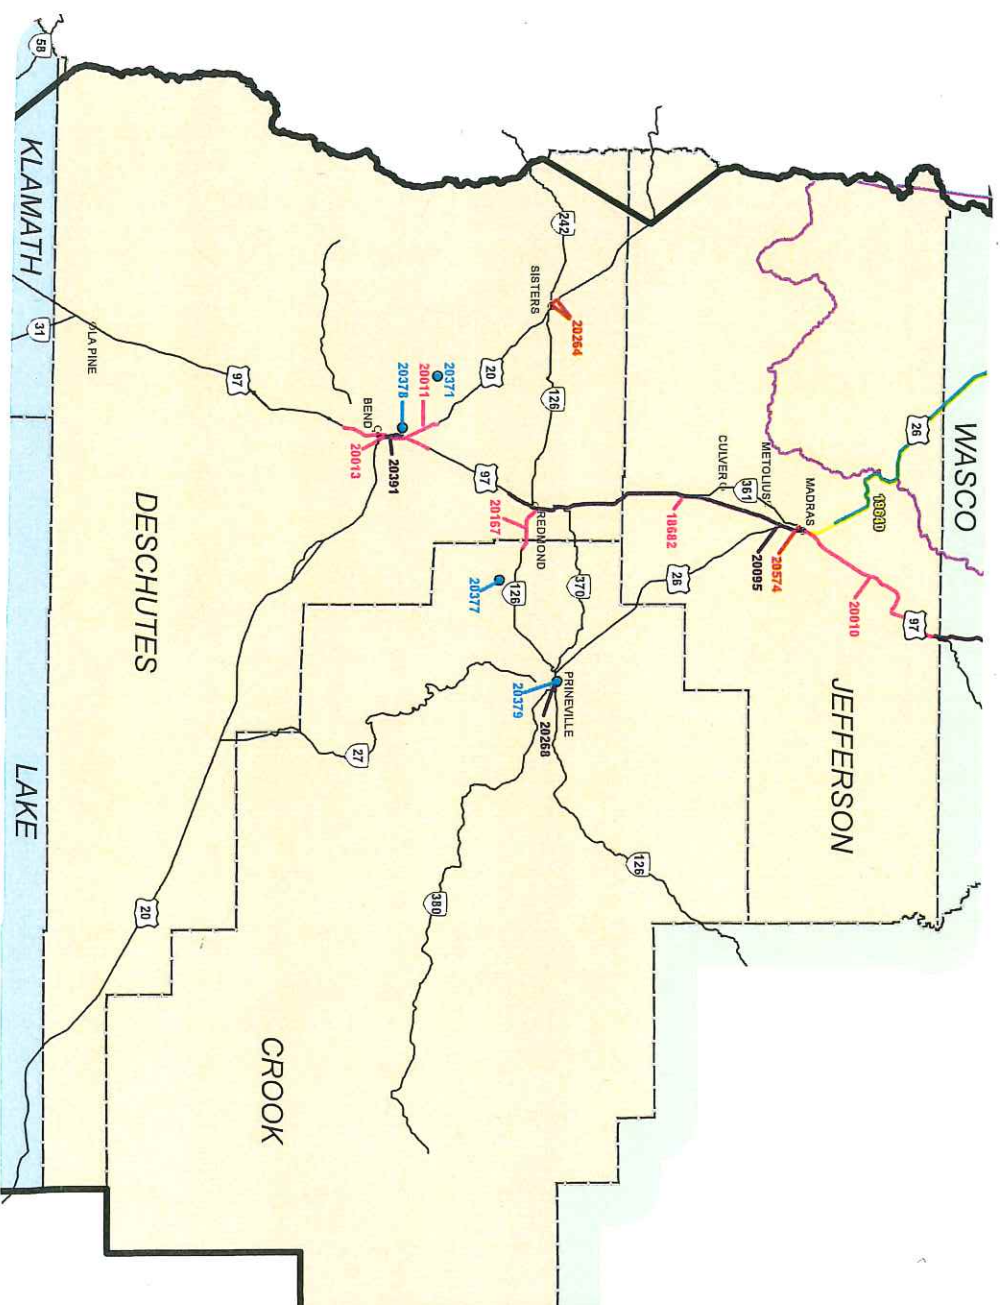 WASCO
26
97
19640
20010
JEFFERSON
MADRAS
20574
METOLIUS
20095
361
CULVER
26
18682
126
370
20264
PRINEVILLE
242
126
20268
REDMOND
SISTERS
20379
126
20167
20
97
20377
20371
380
20011
20378
20391
BEND
27
20013
CROOK
97
DESCHUTES
20
LA PINE
58
31
KLAMATH
LAKE